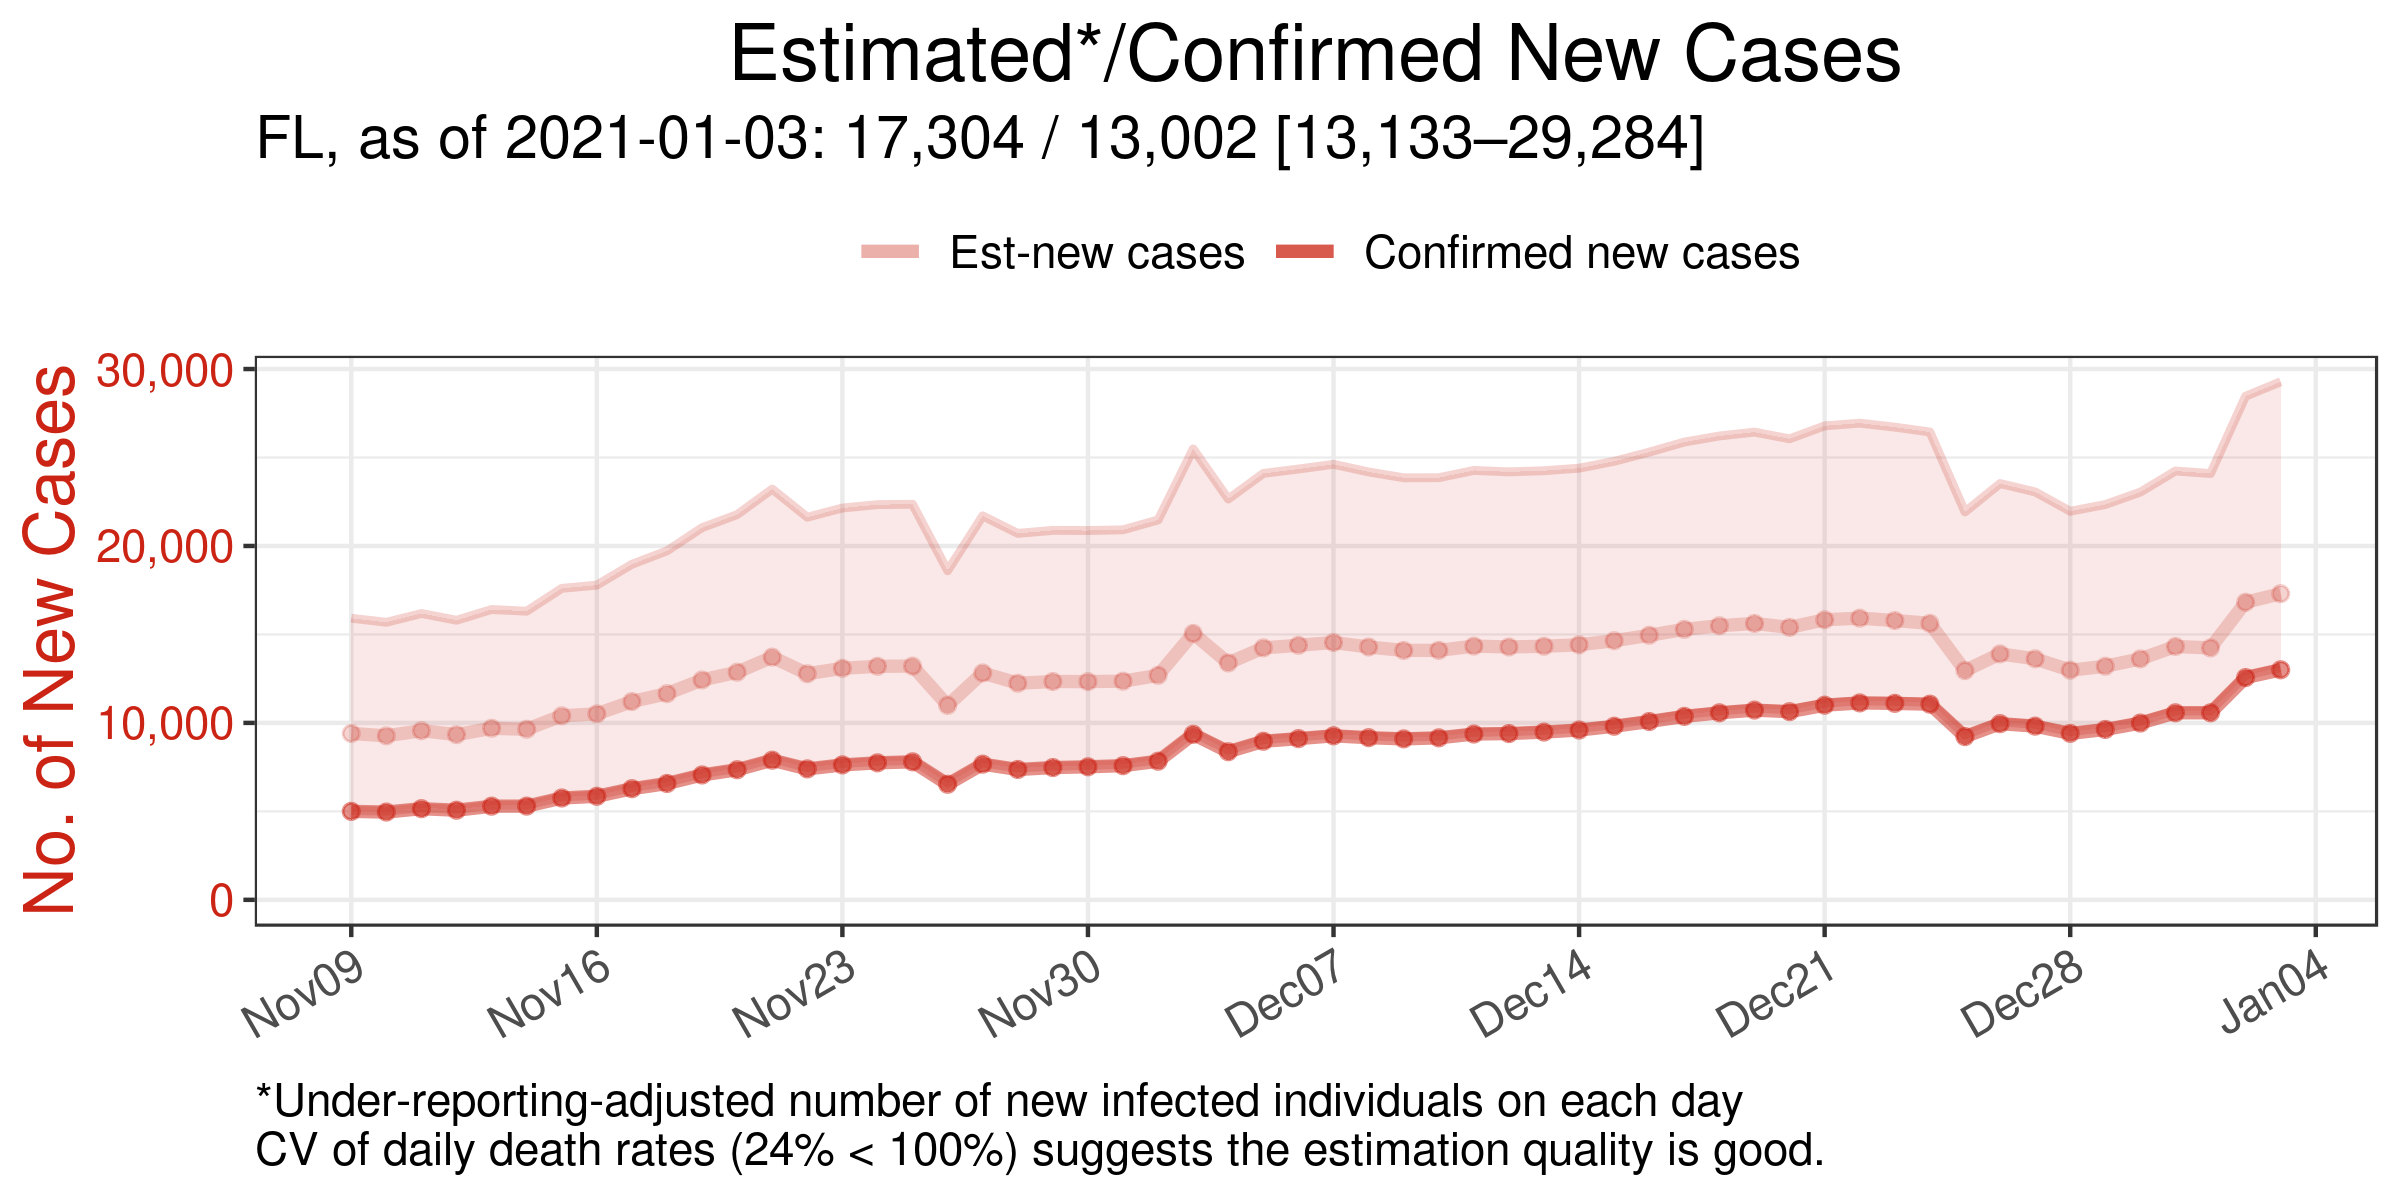 Estimated*/Confirmed New Cases
FL, as of 2021-01-03: 17,304 / 13,002 [13,133–29,284]
Est-new cases
Confirmed new cases
No. of New Cases
30,000
20,000
10,000
0
Nov09
Nov16
Nov23
Nov30
Dec07
Dec14
Dec21
Dec28
Jan04
*Under-reporting-adjusted number of new infected individuals on each day
CV of daily death rates (24% < 100%) suggests the estimation quality is good.